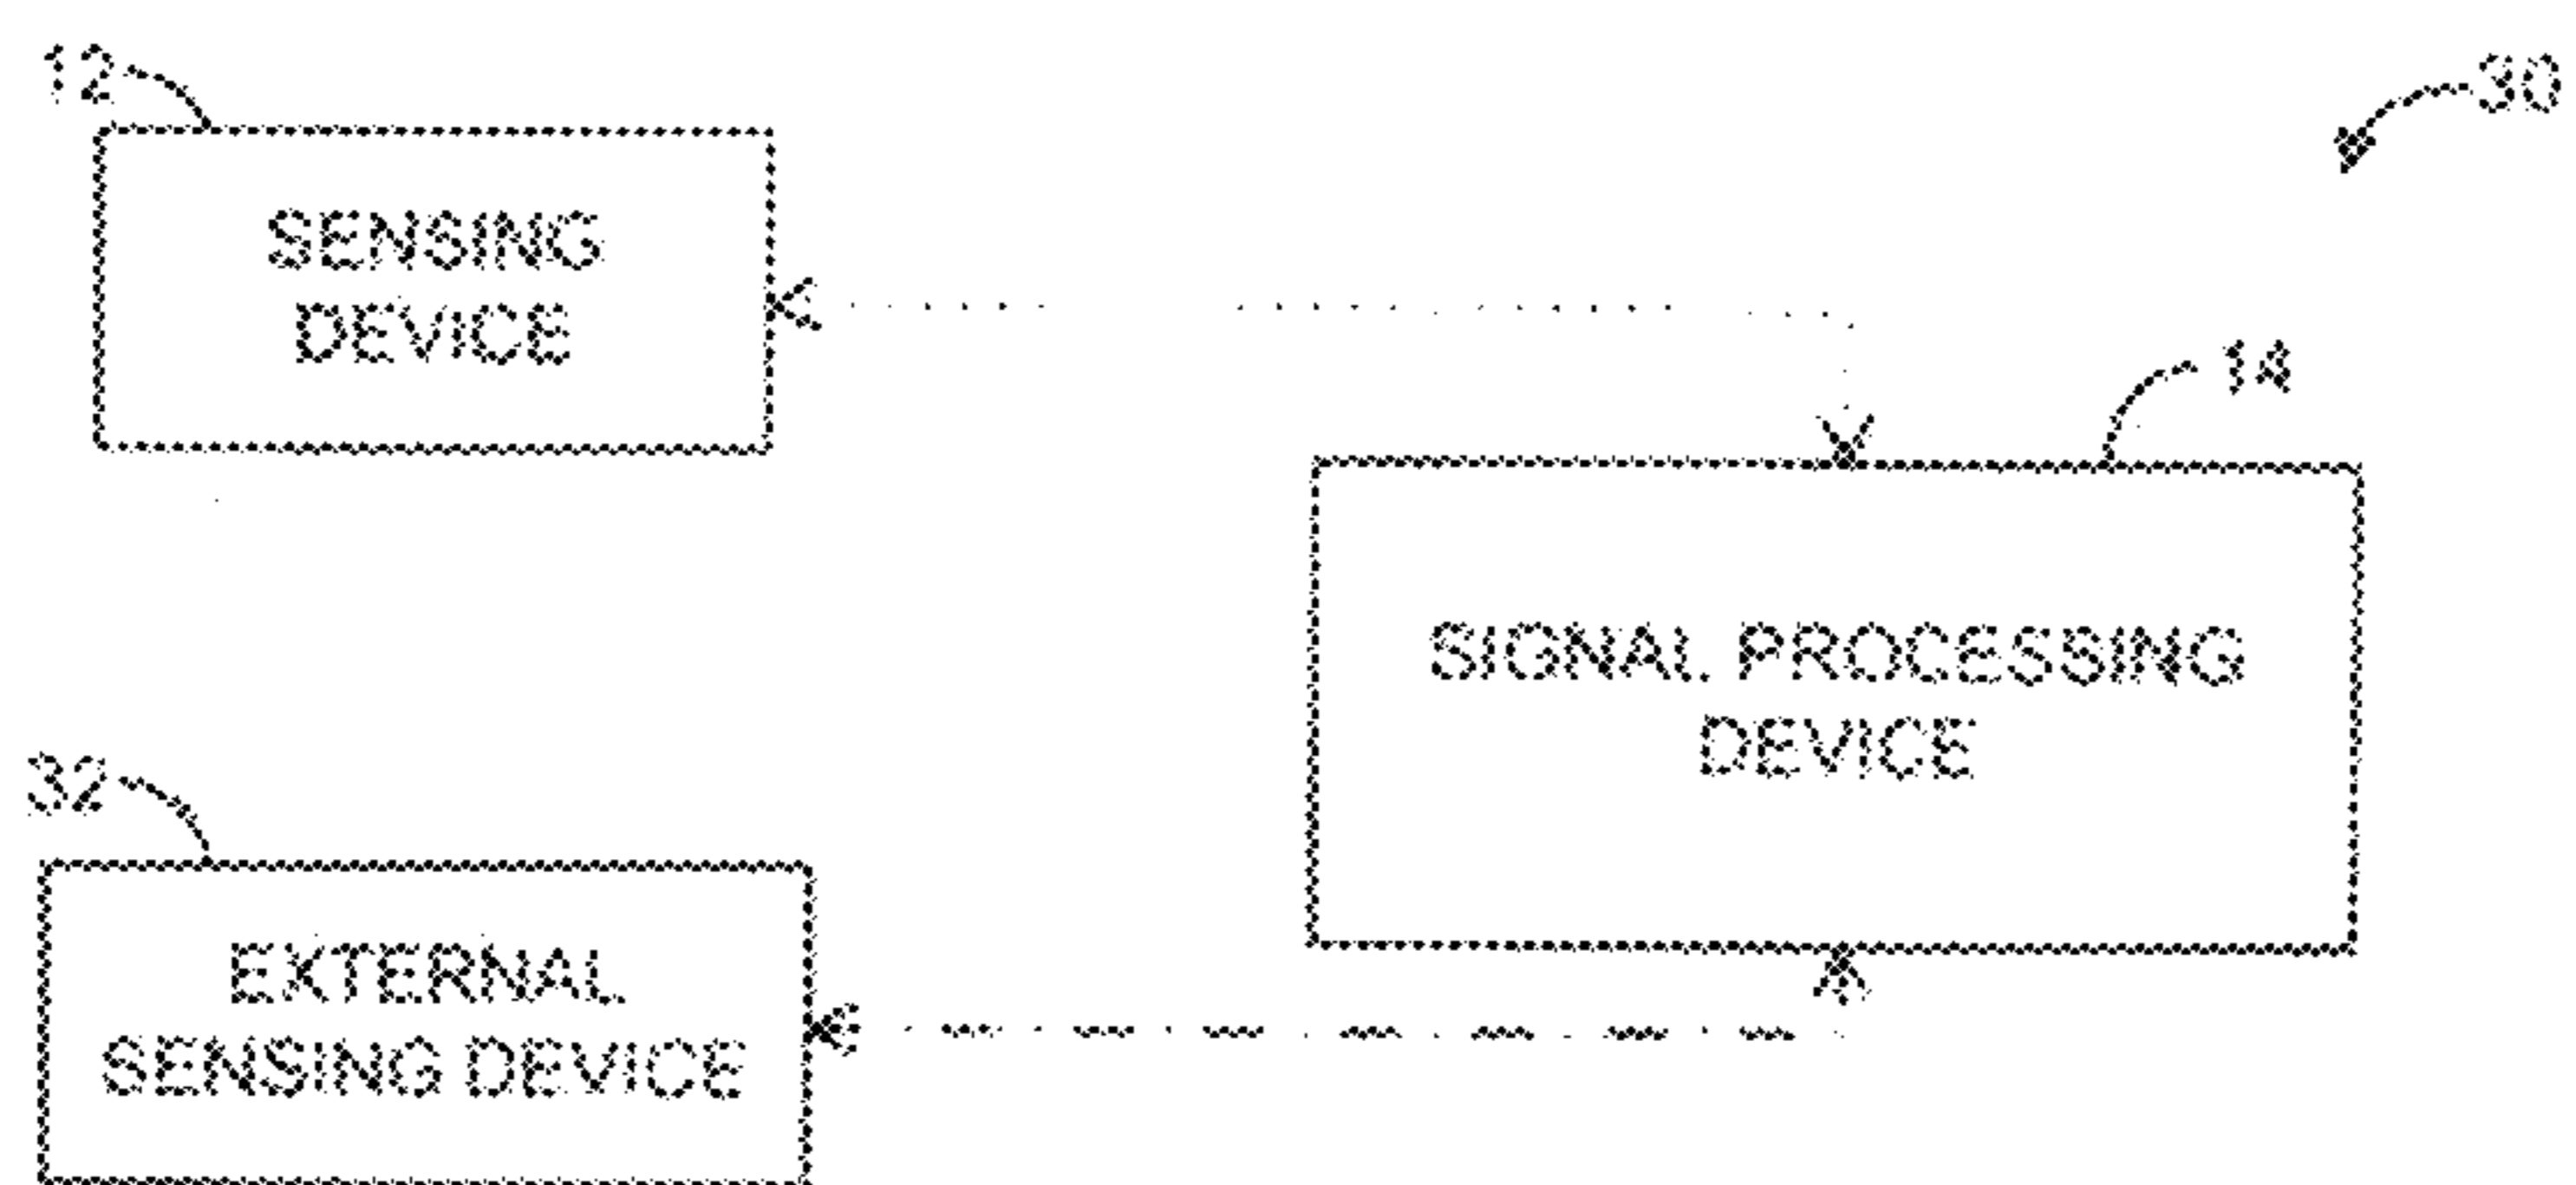 12
30
SENSING
DEVICE
14
SIGNAL PROCESSING
DEVICE
32
EXTERNAL
SENSING DEVICE